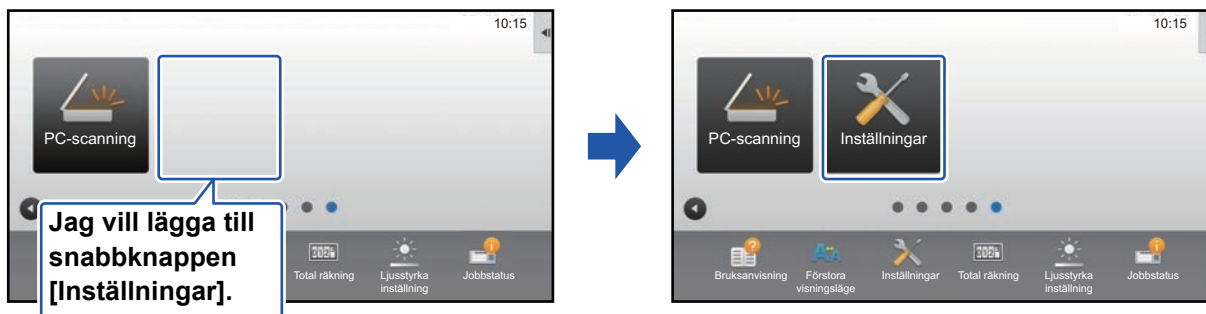 10:15
PC-scanning
Jag vill lägga till
snabbknappen
[Inställningar].
Total räkning
Ljusstyrka
inställning
Jobbstatus
10:15
PC-scanning
Inställningar
Bruksanvisning
Förstora
visningsläge
Inställningar
Total räkning
Ljusstyrka
inställning
Jobbstatus